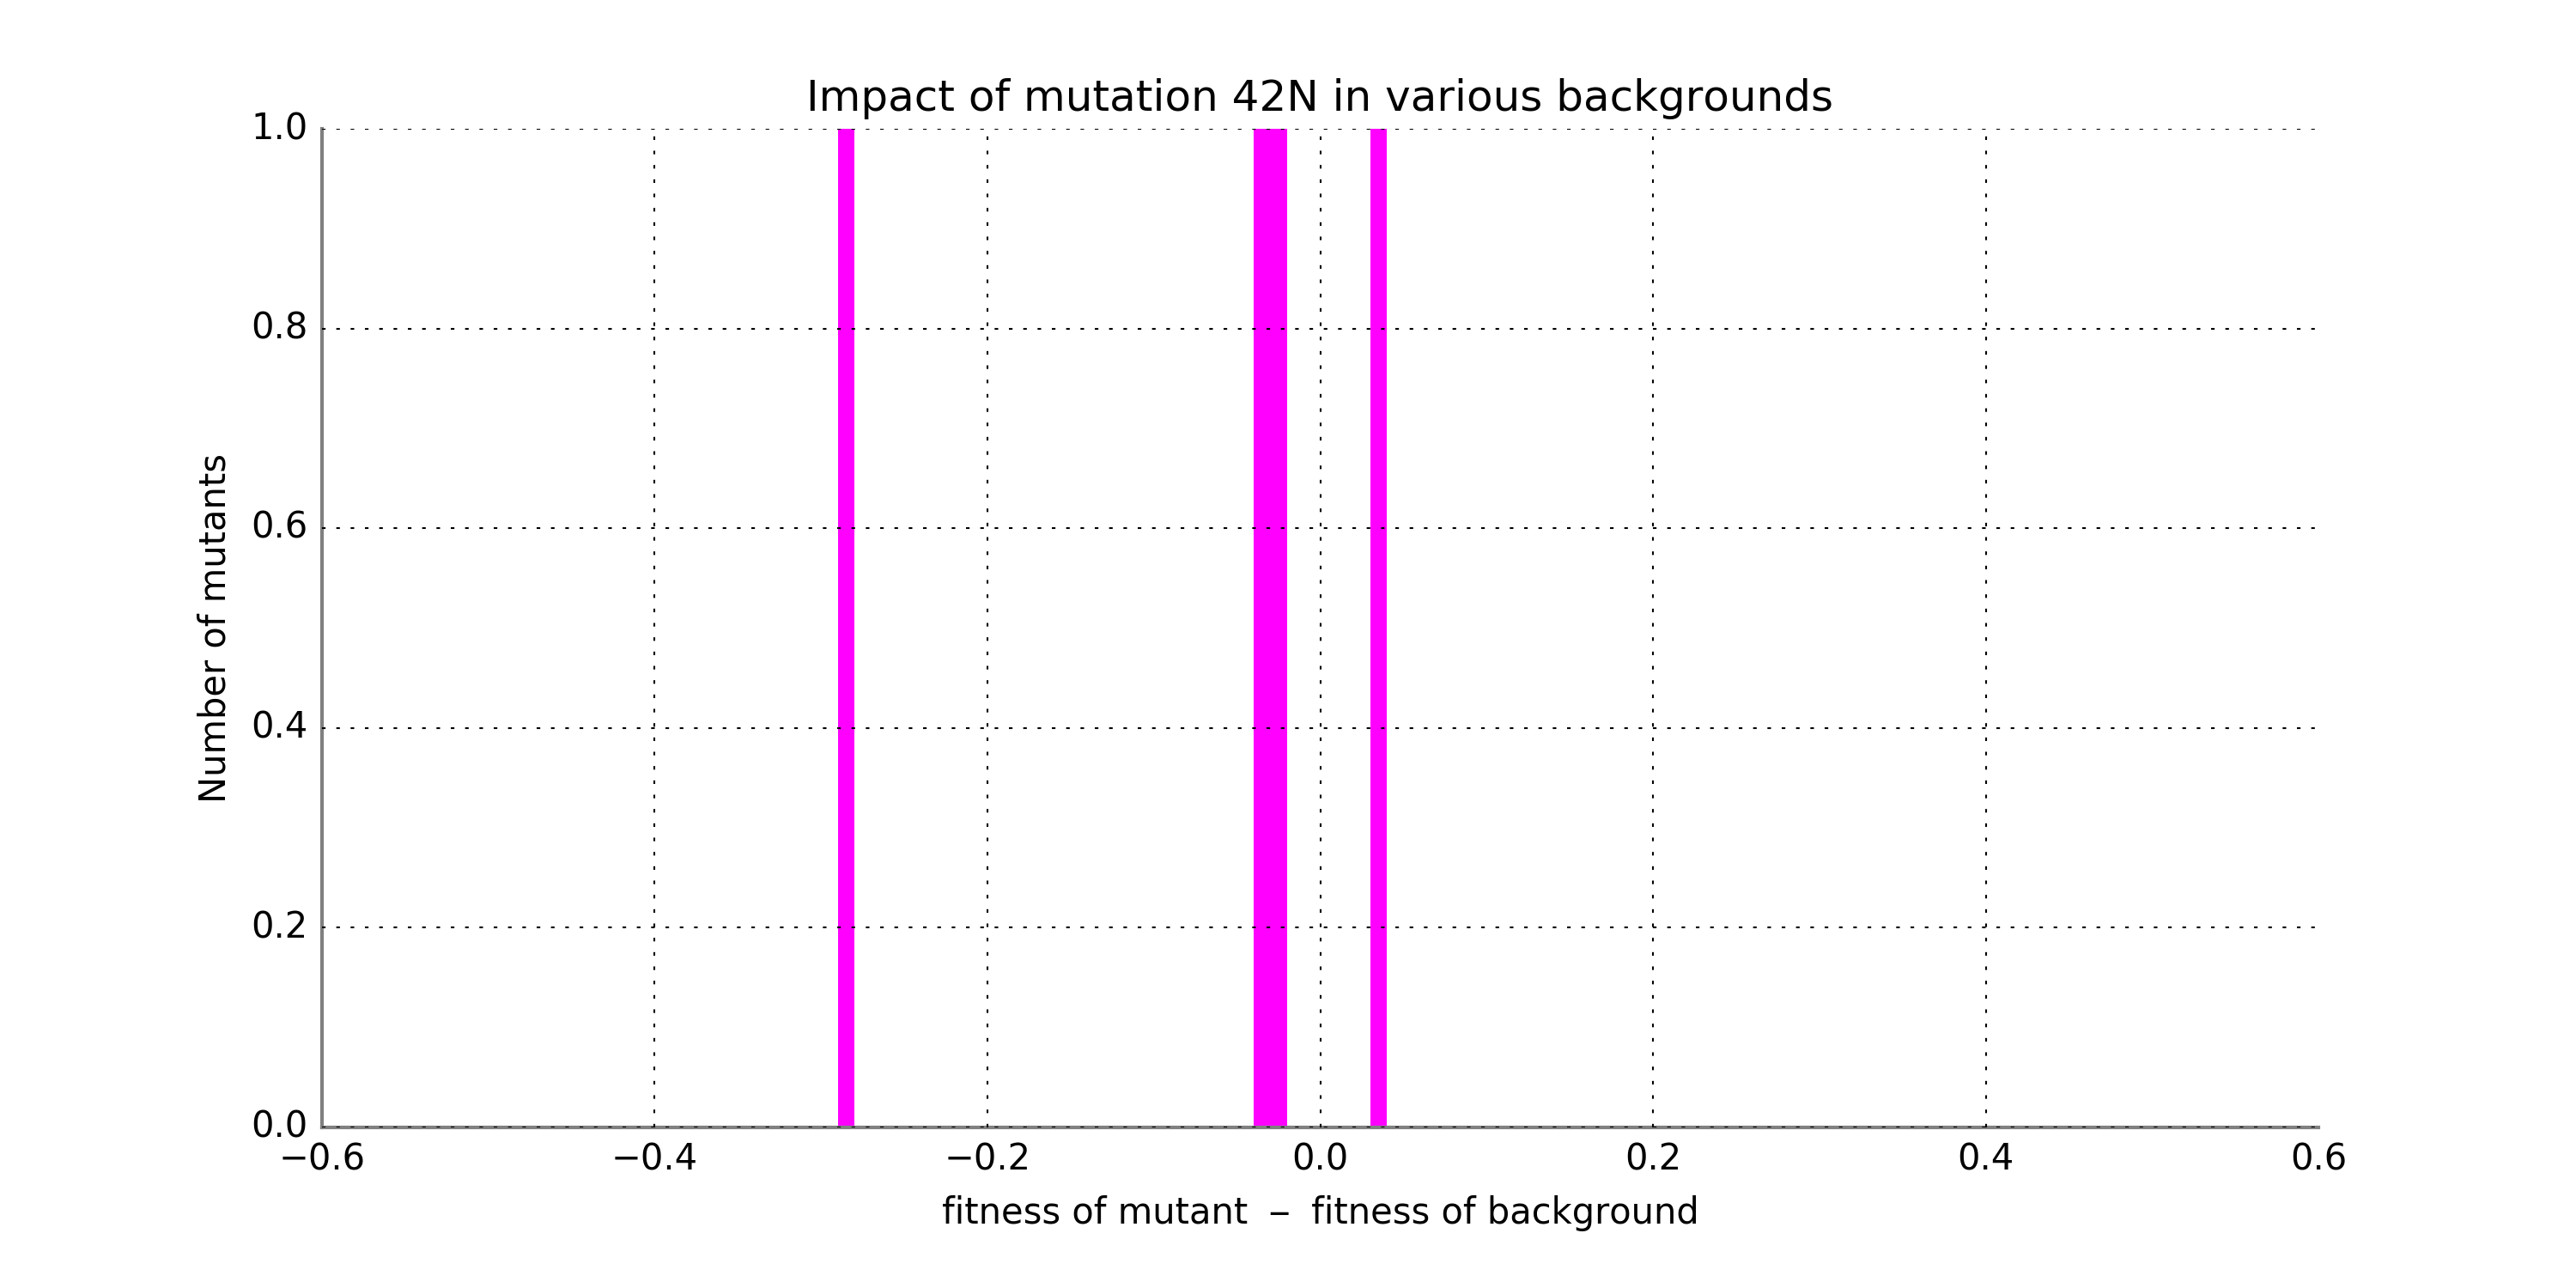 Impact of mutation 42N in various backgrounds
1.0
0.8
0.6
0.4
0.2
0.0
Number of mutants
−0.6 −0.4 −0.2 0.0 0.2 0.4 0.6
fitness of mutant − fitness of background